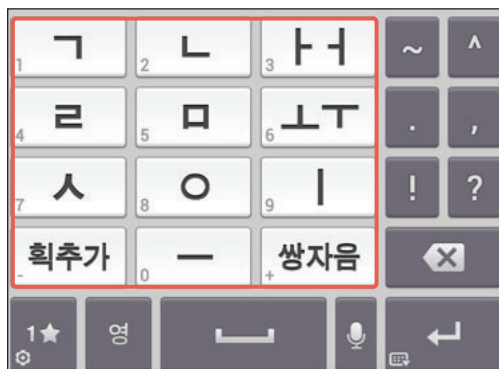 ㄱ ㄴ ㅏㅓ ~ ^
1 2 3
ㄹ ㅁ ㅗㅜ . ,
4 5 6
ㅅ ㅇ ㅣ ! ?
7 8 9
획추가 ㅡ 쌍자음
- 0 +
1★ 영